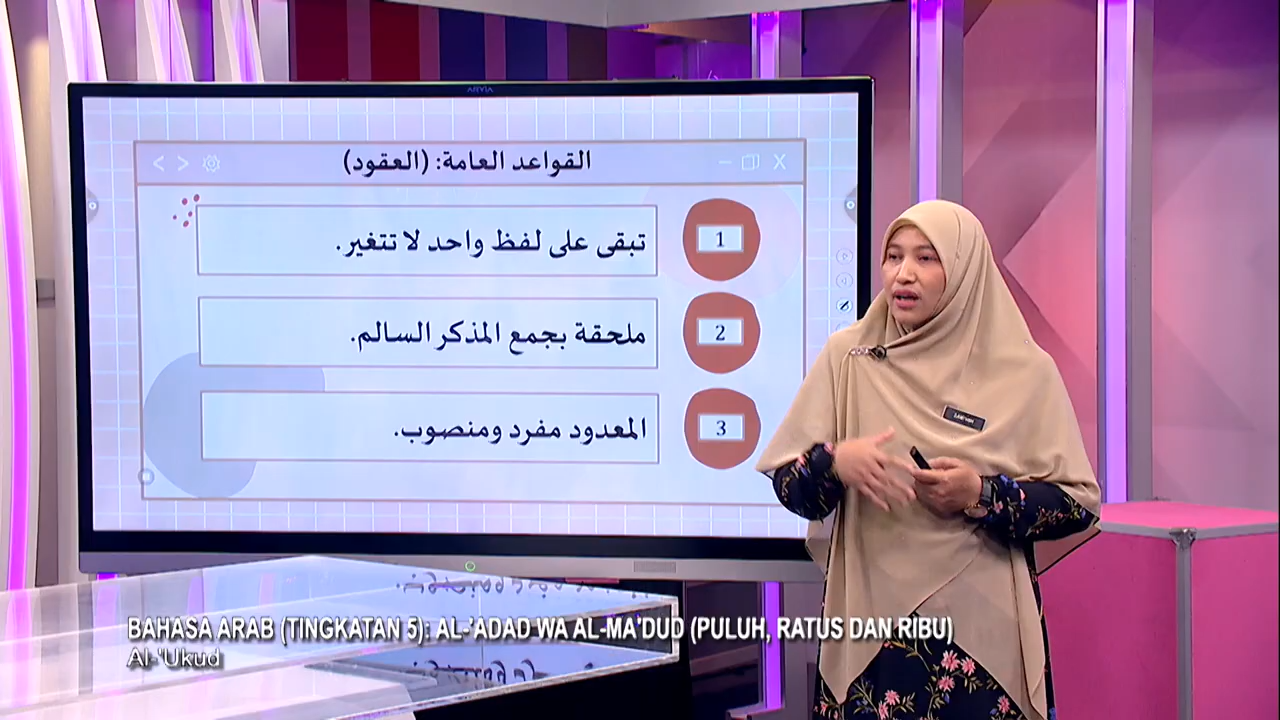 ARVIA
القواعد العامة: (العقود)
1 تبقى على لفظ واحد لا تتغير.
2 ملحقة بجمع المذكر السالم.
3 المعدود مفرد ومنصوب.
BAHASA ARAB (TINGKATAN 5): AL-'ADAD WA AL-MA'DUD (PULUH, RATUS DAN RIBU)
Al-'Ukud